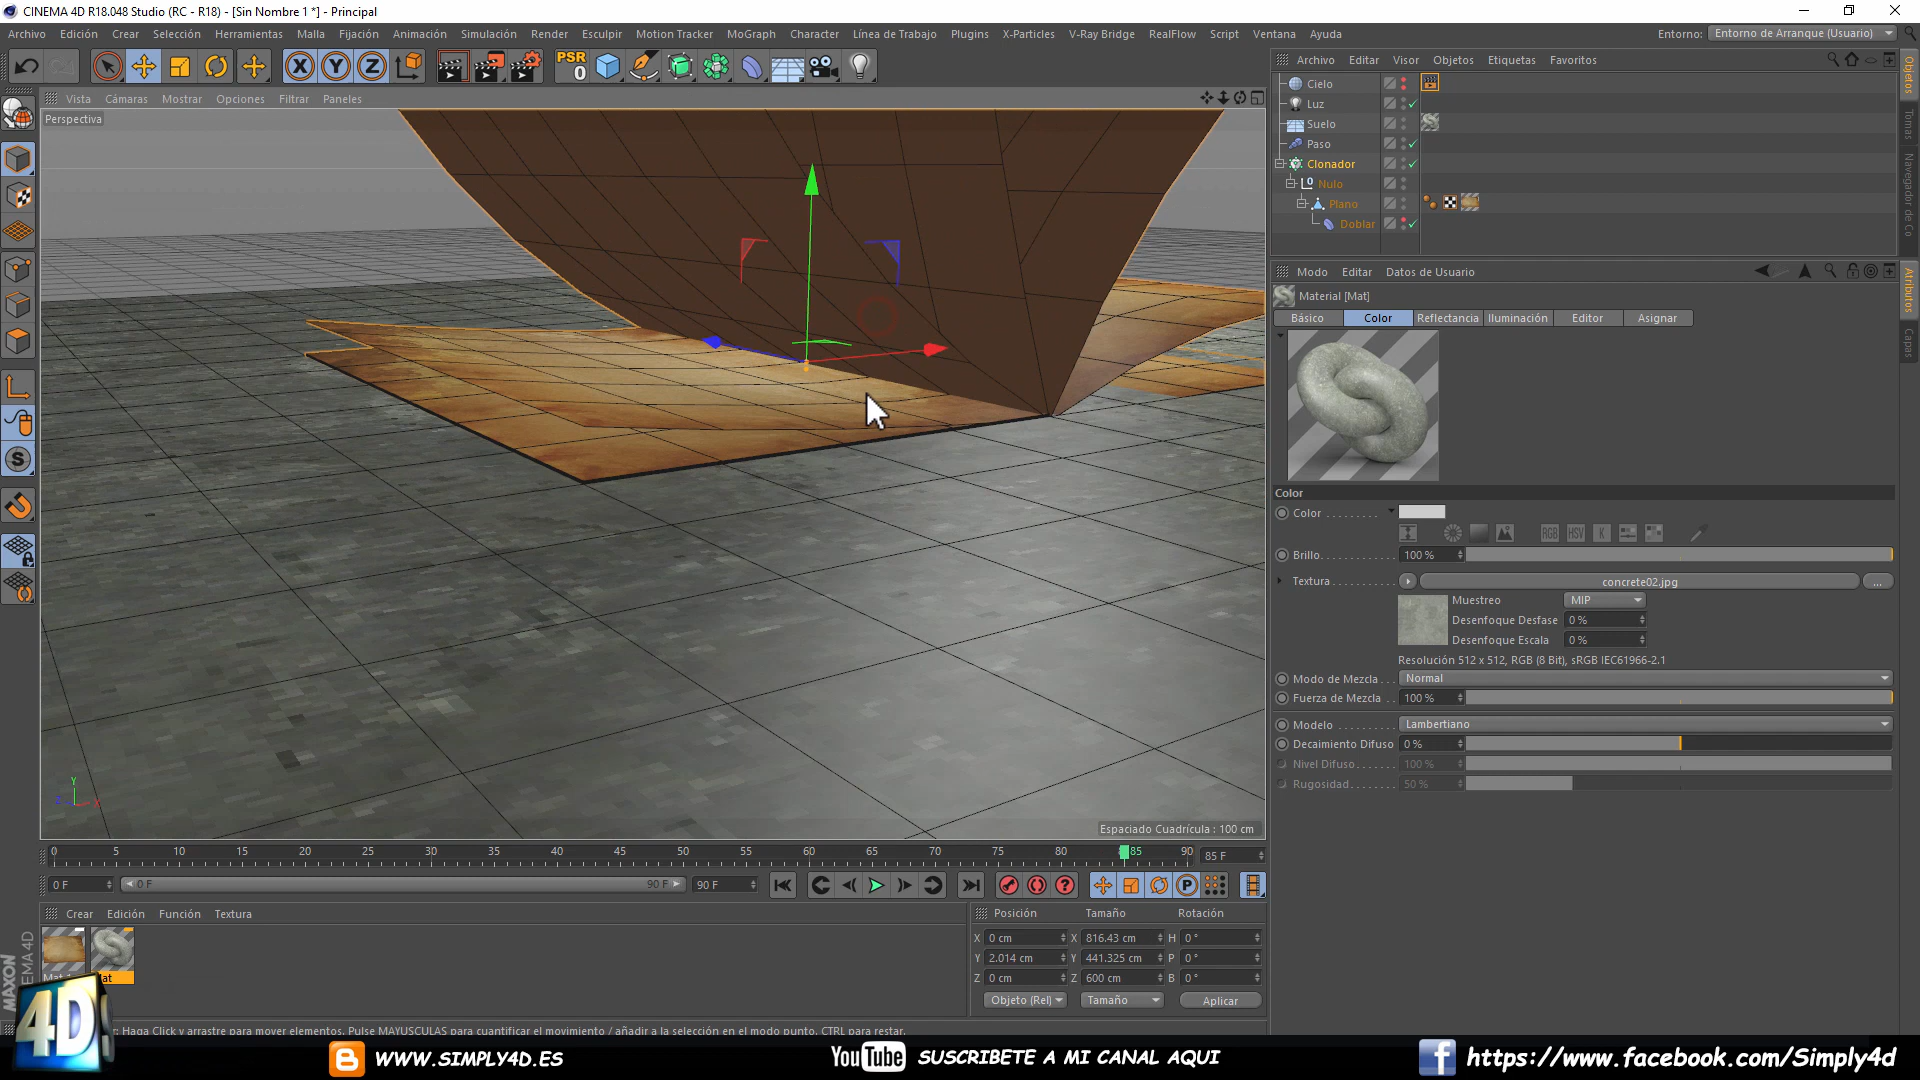 CINEMA 4D R18.048 Studio (RC - R18) - [Sin Nombre 1 *] - Principal
Archivo Edición Crear Selección Herramientas Malla Fijación Animación Simulación Render Esculpir Motion Tracker MoGraph Character Línea de Trabajo Plugins X-Particles V-Ray Bridge RealFlow Script Ventana Ayuda Entorno: Entorno de Arranque (Usuario)
X Y Z PSR 0
Archivo Editar Visor Objetos Etiquetas Favoritos
Vista Cámaras Mostrar Opciones Filtrar Paneles
Perspectiva
Cielo
Luz
Suelo
Paso
Clonador
Nulo
Plano
Doblar
Objetos
Tomas
Navegador de Co
Modo Editar Datos de Usuario
Material [Mat]
Básico Color Reflectancia Iluminación Editor Asignar
Atributos
Capas
Color
Color
RGB HSV K
Brillo 100 %
Textura concrete02.jpg ...
Muestreo MIP
Desenfoque Desfase 0 %
Desenfoque Escala 0 %
Resolución 512 x 512, RGB (8 Bit), sRGB IEC61966-2.1
Modo de Mezcla Normal
Fuerza de Mezcla 100 %
Modelo Lambertiano
Decaimiento Difuso 0 %
Nivel Difuso 100 %
Rugosidad 50 %
Y
Z X
Espaciado Cuadrícula : 100 cm
0 5 10 15 20 25 30 35 40 45 50 55 60 65 70 75 80 85 90 85 F
0 F 0 F 90 F 90 F
Crear Edición Función Textura
Posición Tamaño Rotación
X 0 cm X 816.43 cm H 0 °
Y 2.014 cm Y 441.325 cm P 0 °
Z 0 cm Z 600 cm B 0 °
Objeto (Rel) Tamaño Aplicar
MAXON
: Haga Click y arrastre para mover elementos. Pulse MAYUSCULAS para cuantificar el movimiento / añadir a la selección en el modo punto. CTRL para restar.
4D
WWW.SIMPLY4D.ES
YouTube SUSCRIBETE A MI CANAL AQUI
f https://www.facebook.com/Simply4d